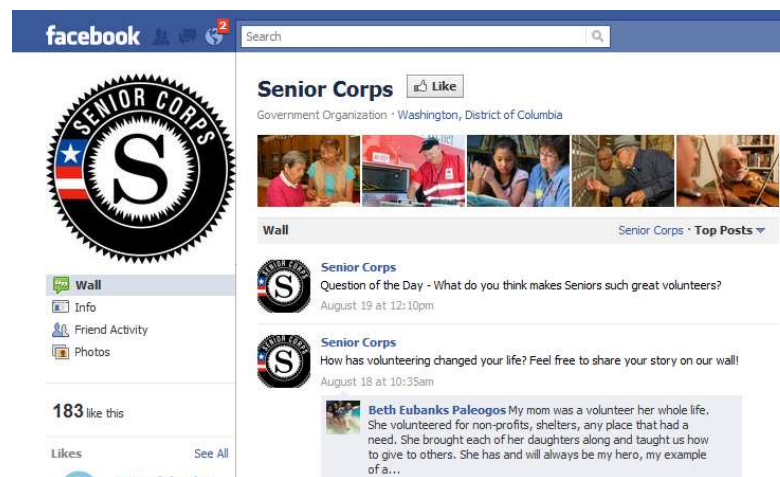 facebook
2
Search
SENIOR CORPS
S
Senior Corps
Like
Government Organization · Washington, District of Columbia
Wall
Senior Corps · Top Posts
Wall
Info
Friend Activity
Photos
183 like this
Likes
See All
SENIOR CORPS
S
Senior Corps
Question of the Day - What do you think makes Seniors such great volunteers?
August 19 at 12:10pm
SENIOR CORPS
S
Senior Corps
How has volunteering changed your life? Feel free to share your story on our wall!
August 18 at 10:35am
Beth Eubanks Paleogos My mom was a volunteer her whole life.
She volunteered for non-profits, shelters, any place that had a
need. She brought each of her daughters along and taught us how
to give to others. She has and will always be my hero, my example
of a...